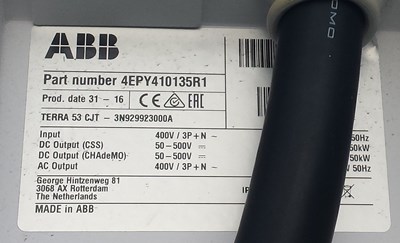 ABB
Part number 4EPY410135R1
Prod. date 31 - 16 CE EAC
TERRA 53 CJT - 3N929923000A
Input 400V / 3P+N ~ 50Hz
DC Output (CSS) 50-500V 50kW
DC Output (CHAdeMO) 50-500V 50kW
AC Output 400V / 3P+N ~ 50Hz
George Hintzenweg 81
3068 AX Rotterdam
The Netherlands
MADE IN ABB